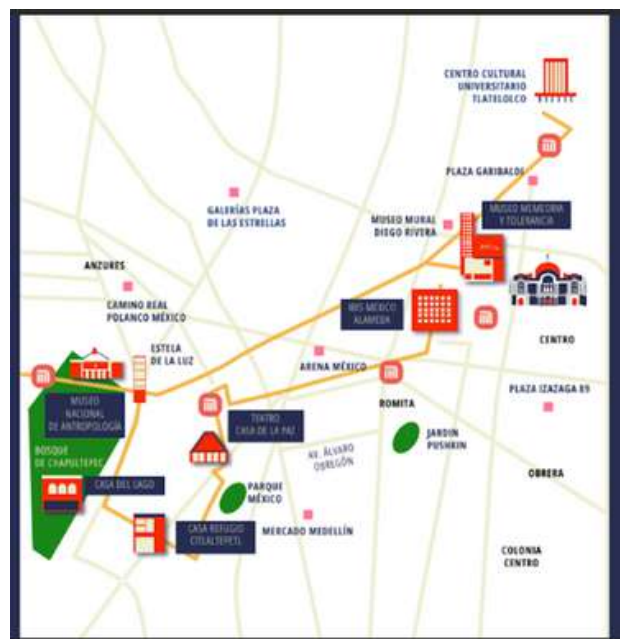 CENTRO CULTURAL
UNIVERSITARIO
TLATELOLCO
PLAZA GARIBALDI
MUSEO MEMORIA
Y TOLERANCIA
GALERÍAS PLAZA
DE LAS ESTRELLAS
MUSEO MURAL
DIEGO RIVERA
ANZURES
CAMINO REAL
POLANCO MÉXICO
IBIS MÉXICO
ALAMEDA
CENTRO
ESTELA
DE LA LUZ
ARENA MÉXICO
PLAZA IZAZAGA 89
MUSEO
NACIONAL
DE ANTROPOLOGÍA
ROMITA
TEATRO
CASA DE LA PAZ
JARDIN
PUSHKIN
BOSQUE
DE CHAPULTEPEC
AV. ÁLVARO
OBREGÓN
OBRERA
CASA DEL LAGO
PARQUE
MÉXICO
CASA REFUGIO
CITLALTÉPETL
MERCADO MEDELLÍN
COLONIA
CENTRO